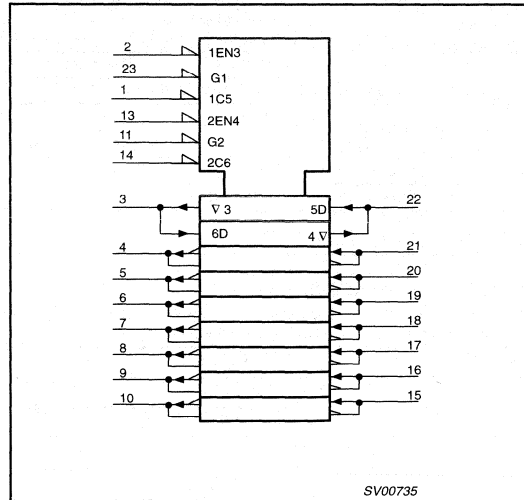 2 1EN3
23 G1
1 1C5
13 2EN4
11 G2
14 2C6
3 ∇ 3 5D 22
6D 4 ∇
4 21
5 20
6 19
7 18
8 17
9 16
10 15
SV00735